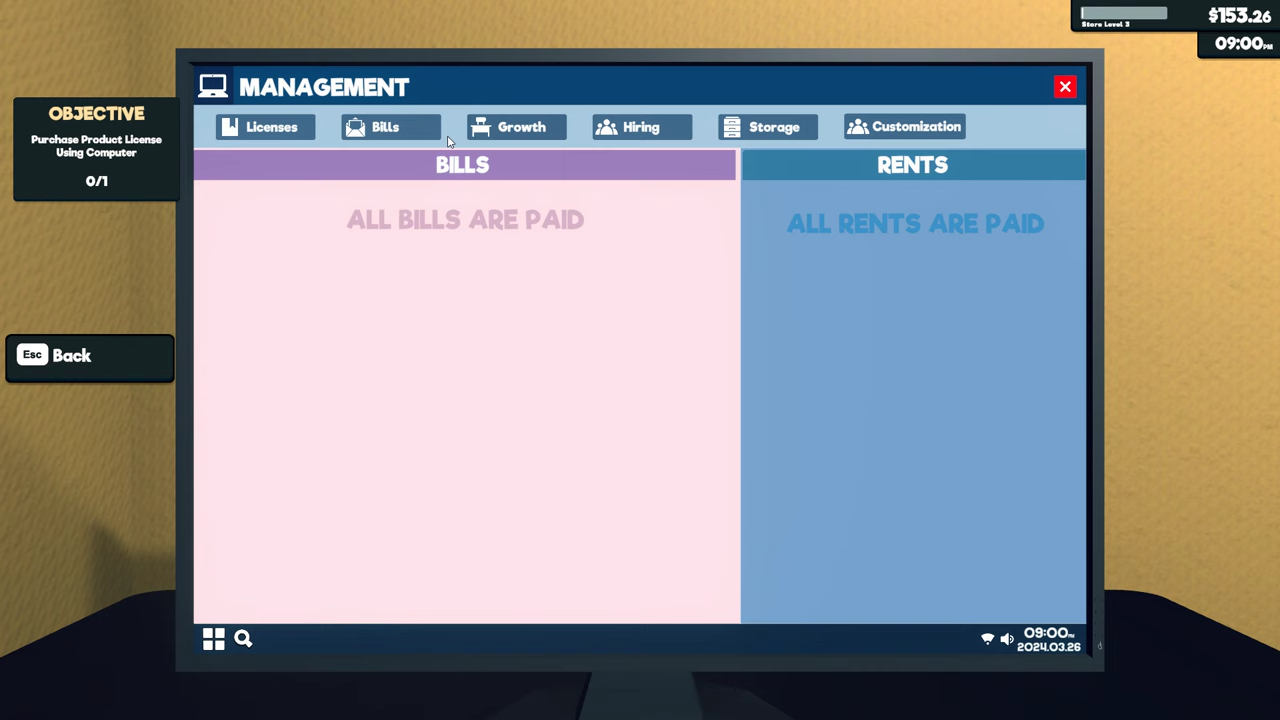 $153.26
Store Level 3
09:00PM
MANAGEMENT
Licenses
Bills
Growth
Hiring
Storage
Customization
OBJECTIVE
Purchase Product License
Using Computer
0/1
BILLS
RENTS
ALL BILLS ARE PAID
ALL RENTS ARE PAID
Esc Back
09:00PM
2024.03.26